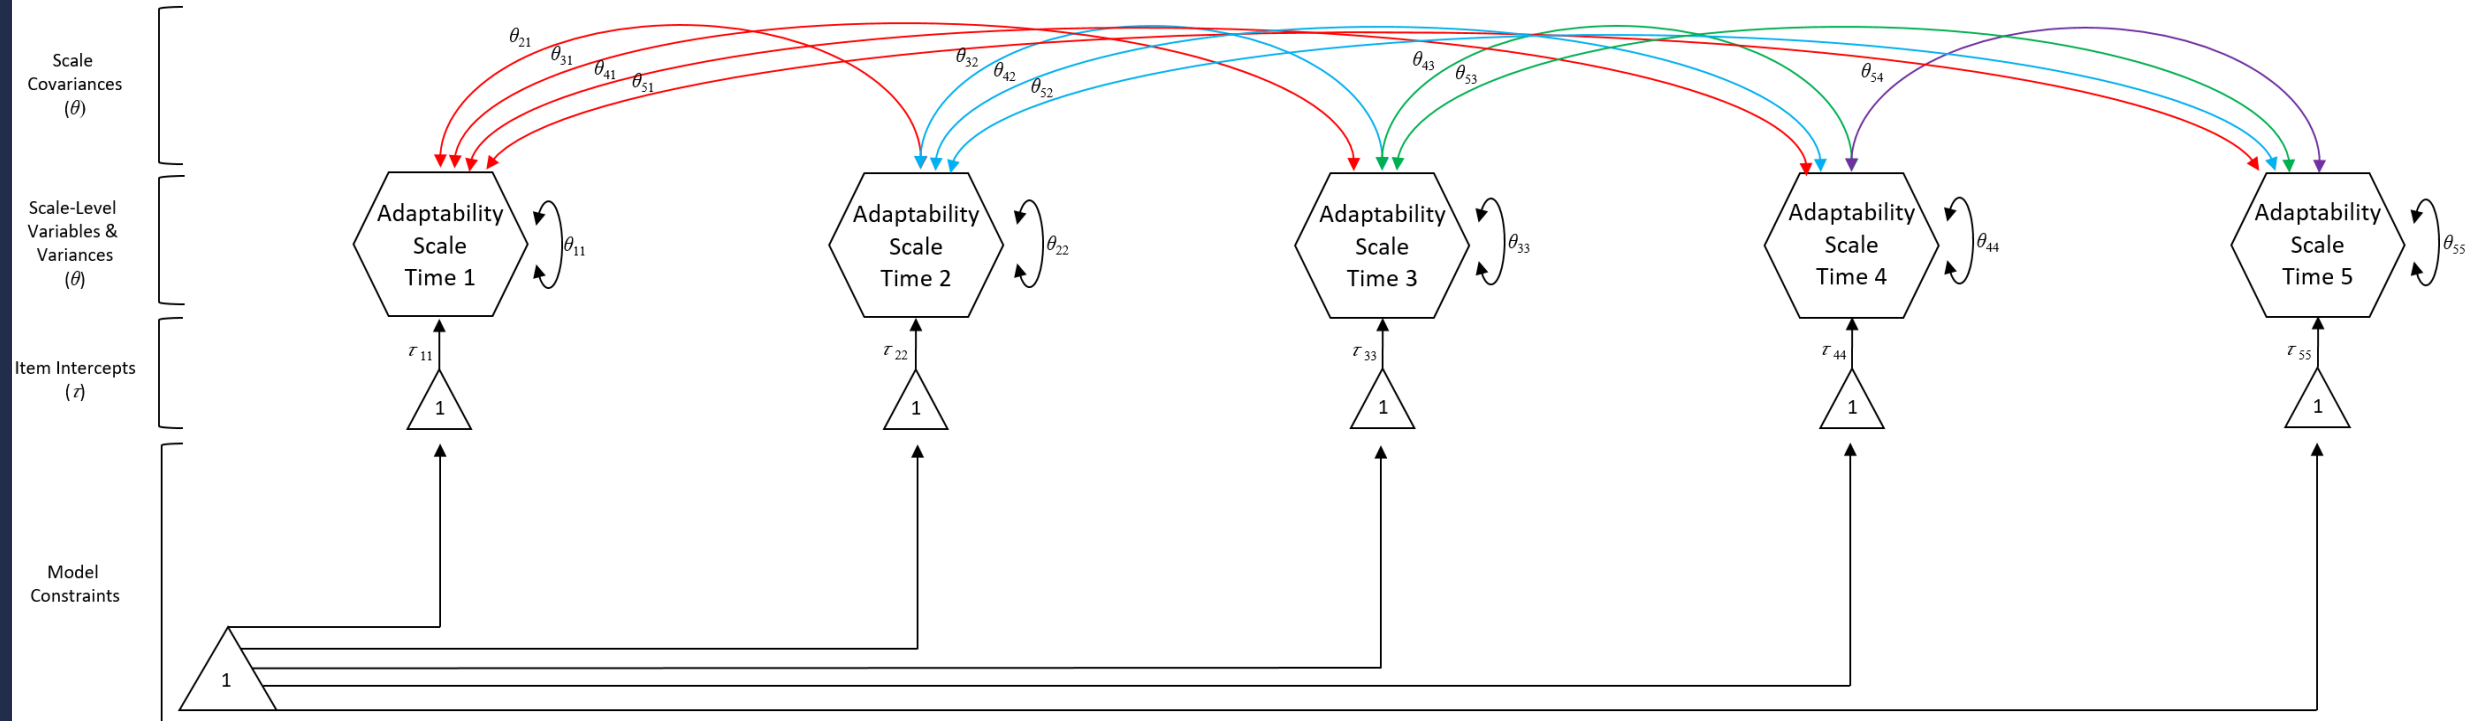 Scale
Covariances
(θ)
θ21
θ31
θ41
θ51
θ32
θ42
θ52
θ43
θ53
θ54
Scale-Level
Variables &
Variances
(θ)
Adaptability
Scale
Time 1
θ11
Adaptability
Scale
Time 2
θ22
Adaptability
Scale
Time 3
θ33
Adaptability
Scale
Time 4
θ44
Adaptability
Scale
Time 5
θ55
Item Intercepts
(τ)
τ 11
τ 22
τ 33
τ 44
τ 55
1
1
1
1
1
Model
Constraints
1